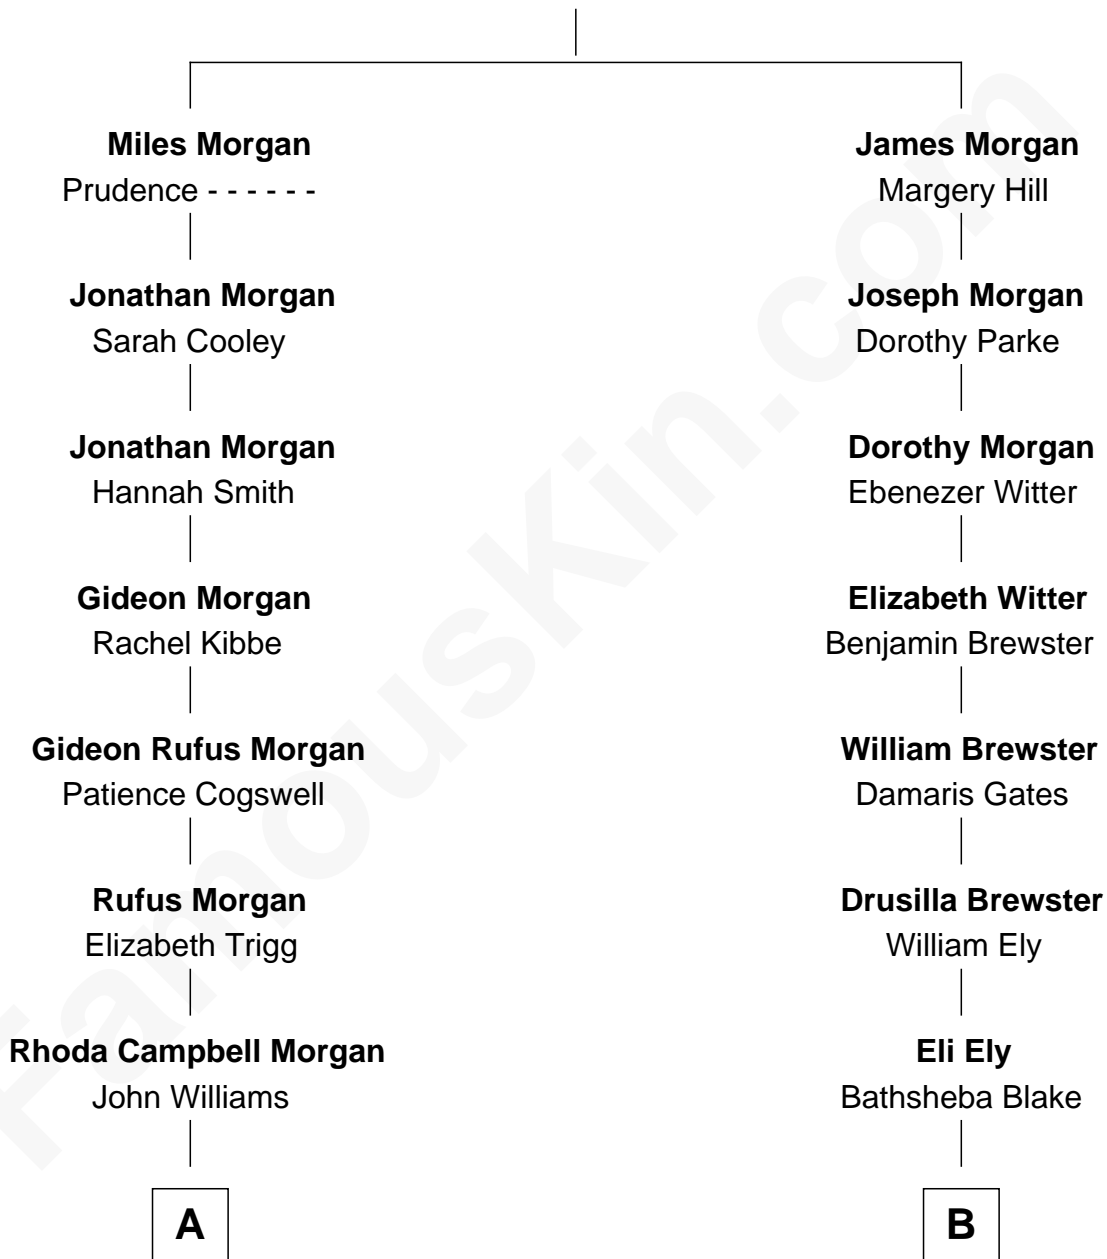 Miles Morgan
Prudence - - - - - -
Jonathan Morgan
Sarah Cooley
Jonathan Morgan
Hannah Smith
Gideon Morgan
Rachel Kibbe
Gideon Rufus Morgan
Patience Cogswell
Rufus Morgan
Elizabeth Trigg
Rhoda Campbell Morgan
John Williams
A
James Morgan
Margery Hill
Joseph Morgan
Dorothy Parke
Dorothy Morgan
Ebenezer Witter
Elizabeth Witter
Benjamin Brewster
William Brewster
Damaris Gates
Drusilla Brewster
William Ely
Eli Ely
Bathsheba Blake
B
FamousKin.com